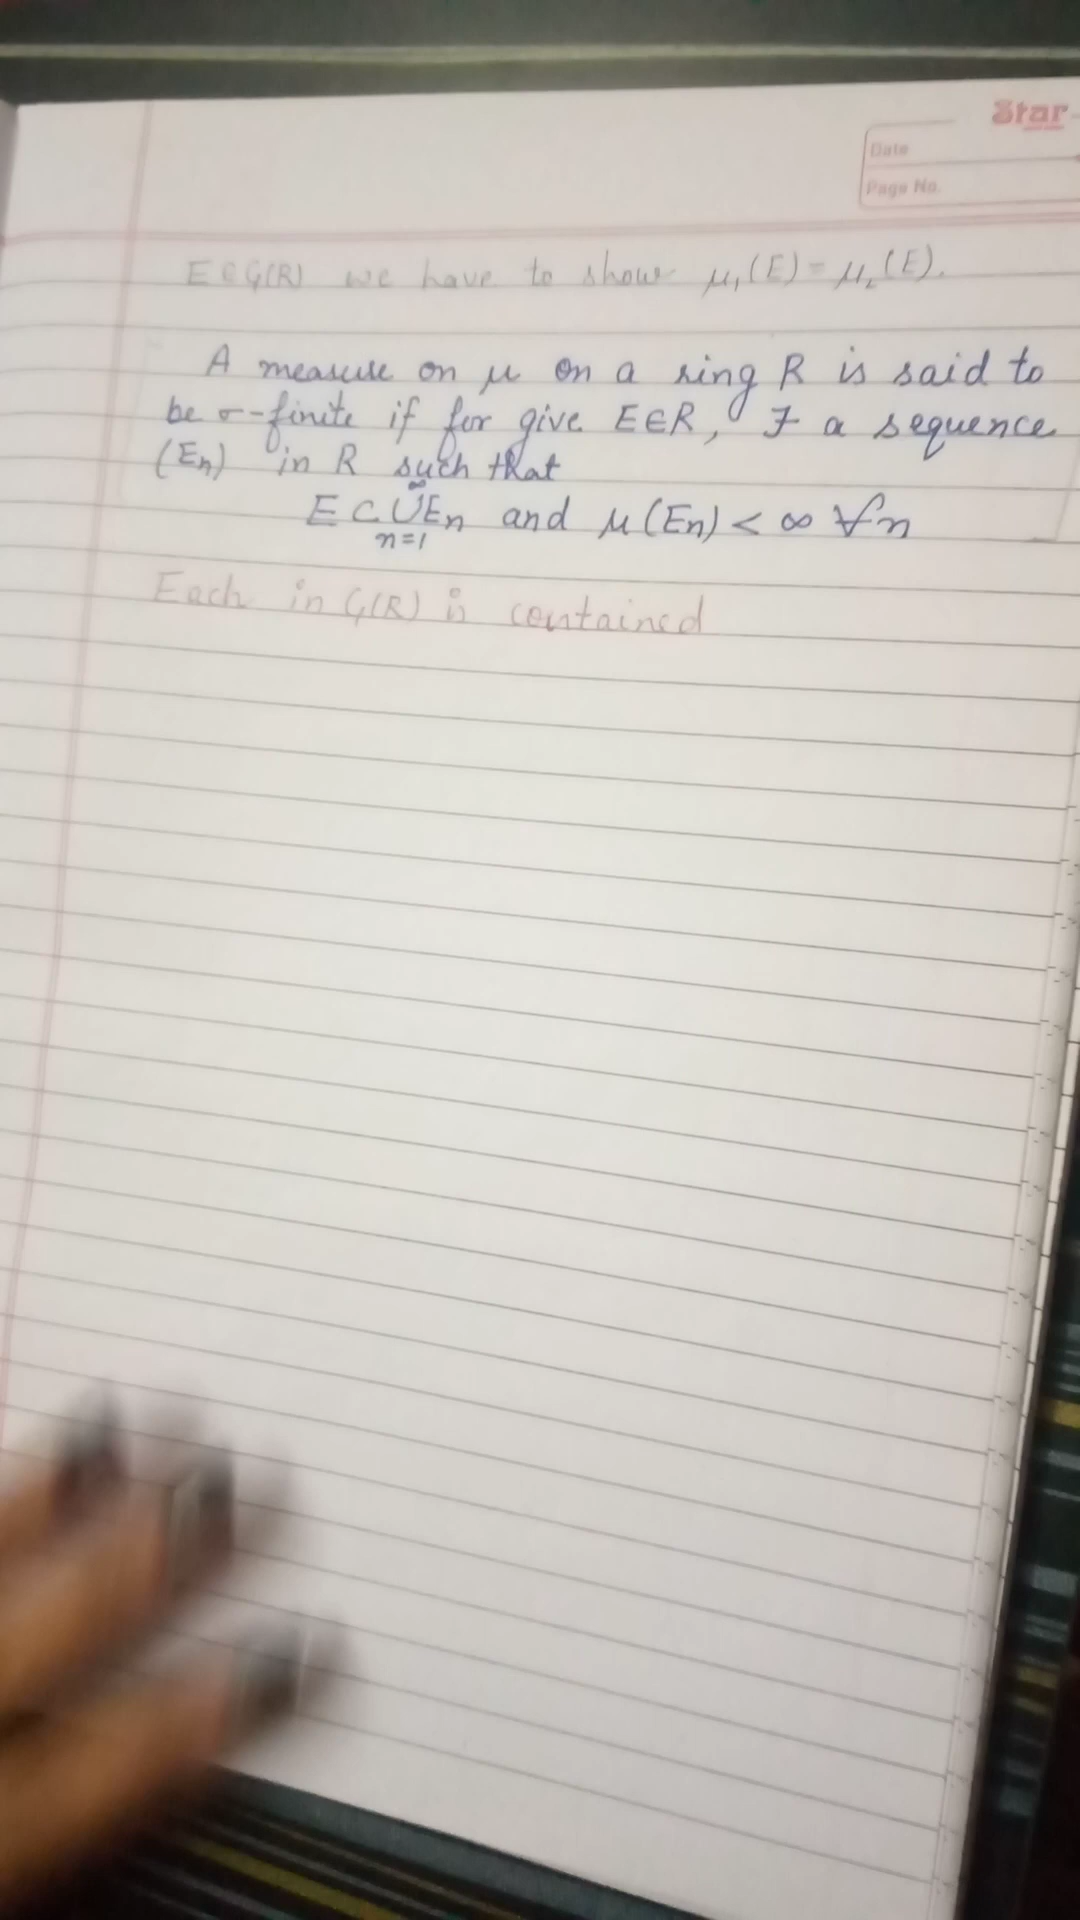 Star
Date
Page No.
E ∈ G(R) we have to show μ₁(E) = μ₂(E).
A measure on μ on a ring R is said to
be σ-finite if for give E∈R, ∃ a sequence
(En) in R such that
E ⊂ ∞∪n=1 En and μ(En) < ∞ ∀n
Each in G(R) is contained